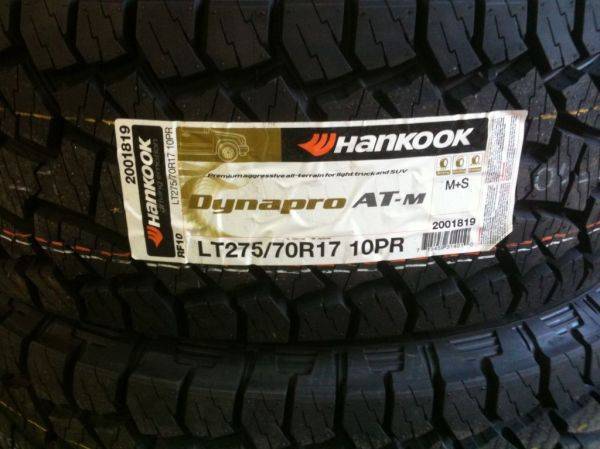 2001819
HANKOOK
LT275/70R17 10PR
RF10
HANKOOK
Premium aggressive all-terrain for light truck and SUV
Dynapro AT-M
M+S
2001819
LT275/70R17 10PR